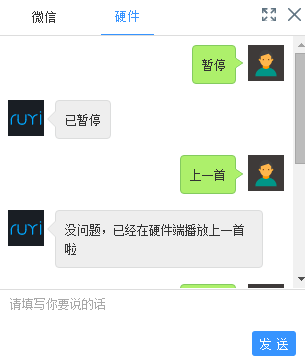 微信 硬件
暂停
ruyi
已暂停
上一首
ruyi
没问题，已经在硬件端播放上一首
啦
请填写你要说的话
发 送